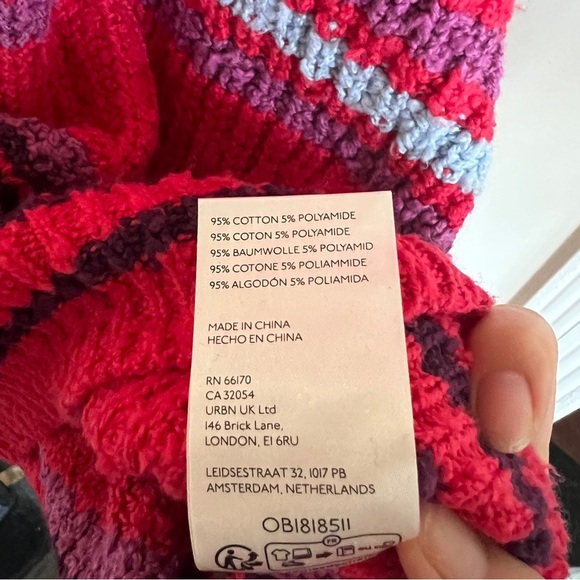 95% COTTON 5% POLYAMIDE
95% COTON 5% POLYAMIDE
95% BAUMWOLLE 5% POLYAMID
95% COTONE 5% POLIAMMIDE
95% ALGODÓN 5% POLIAMIDA
MADE IN CHINA
HECHO EN CHINA
RN 66170
CA 32054
URBN UK Ltd
146 Brick Lane,
LONDON, E1 6RU
LEIDSESTRAAT 32, 1017 PB
AMSTERDAM, NETHERLANDS
OB1818511
FR